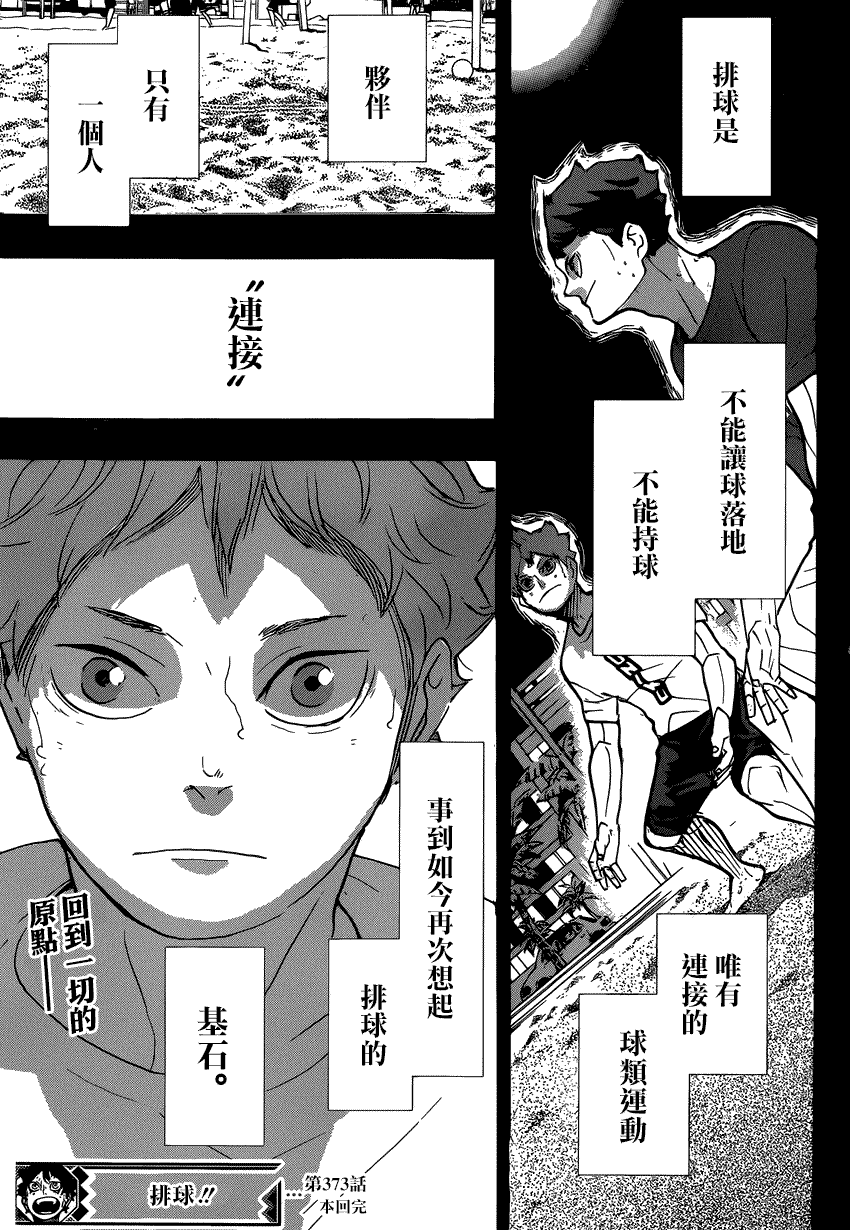 排球是
不能讓球落地
不能持球
唯有
連接的
球類運動
夥伴
只有
一個人
〝連接〞
事到如今再次想起
排球的
基石。
回到一切的
原點——
排球!!
…第373話
本回完